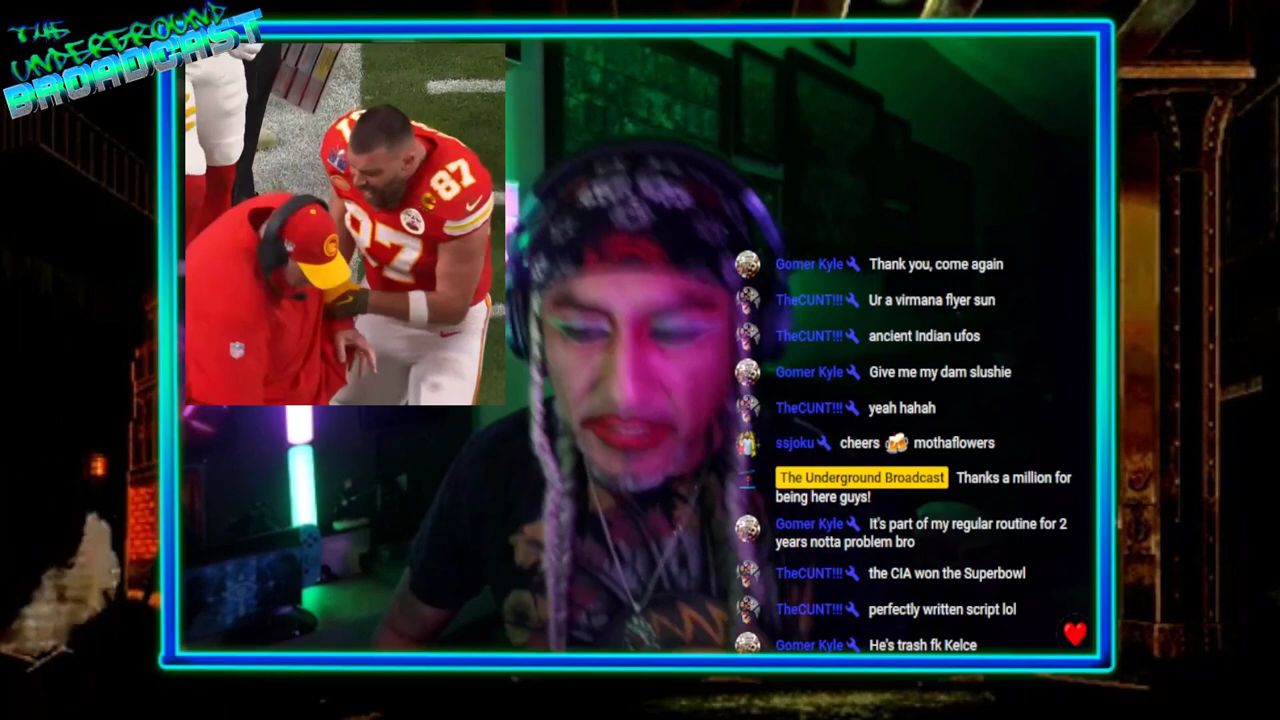 THE
UNDERGROUND
BROADCAST
87
87
Gomer Kyle Thank you, come again
TheCUNT!!! Ur a virmana flyer sun
TheCUNT!!! ancient Indian ufos
Gomer Kyle Give me my dam slushie
TheCUNT!!! yeah hahah
ssjoku cheers 🍻 mothaflowers
The Underground Broadcast Thanks a million for
being here guys!
Gomer Kyle It's part of my regular routine for 2
years notta problem bro
TheCUNT!!! the CIA won the Superbowl
TheCUNT!!! perfectly written script lol
Gomer Kyle He's trash fk Kelce